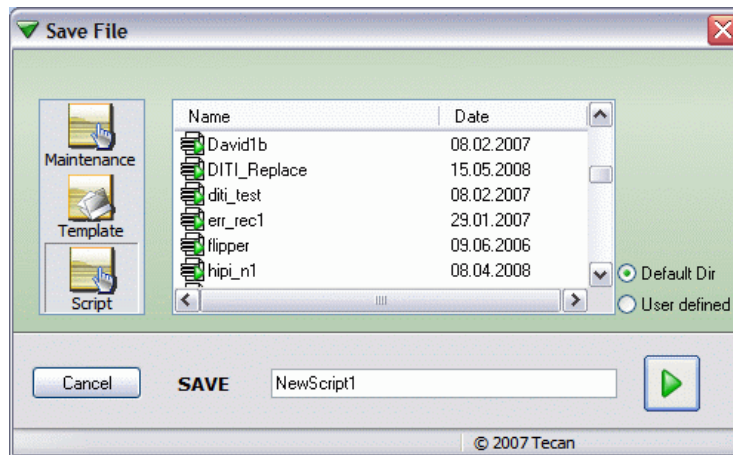 Save File
Name Date
David1b 08.02.2007
DITI_Replace 15.05.2008
diti_test 08.02.2007
err_rec1 29.01.2007
flipper 09.06.2006
hipi_n1 08.04.2008
Maintenance
Template
Script
Default Dir
User defined
Cancel SAVE NewScript1
© 2007 Tecan